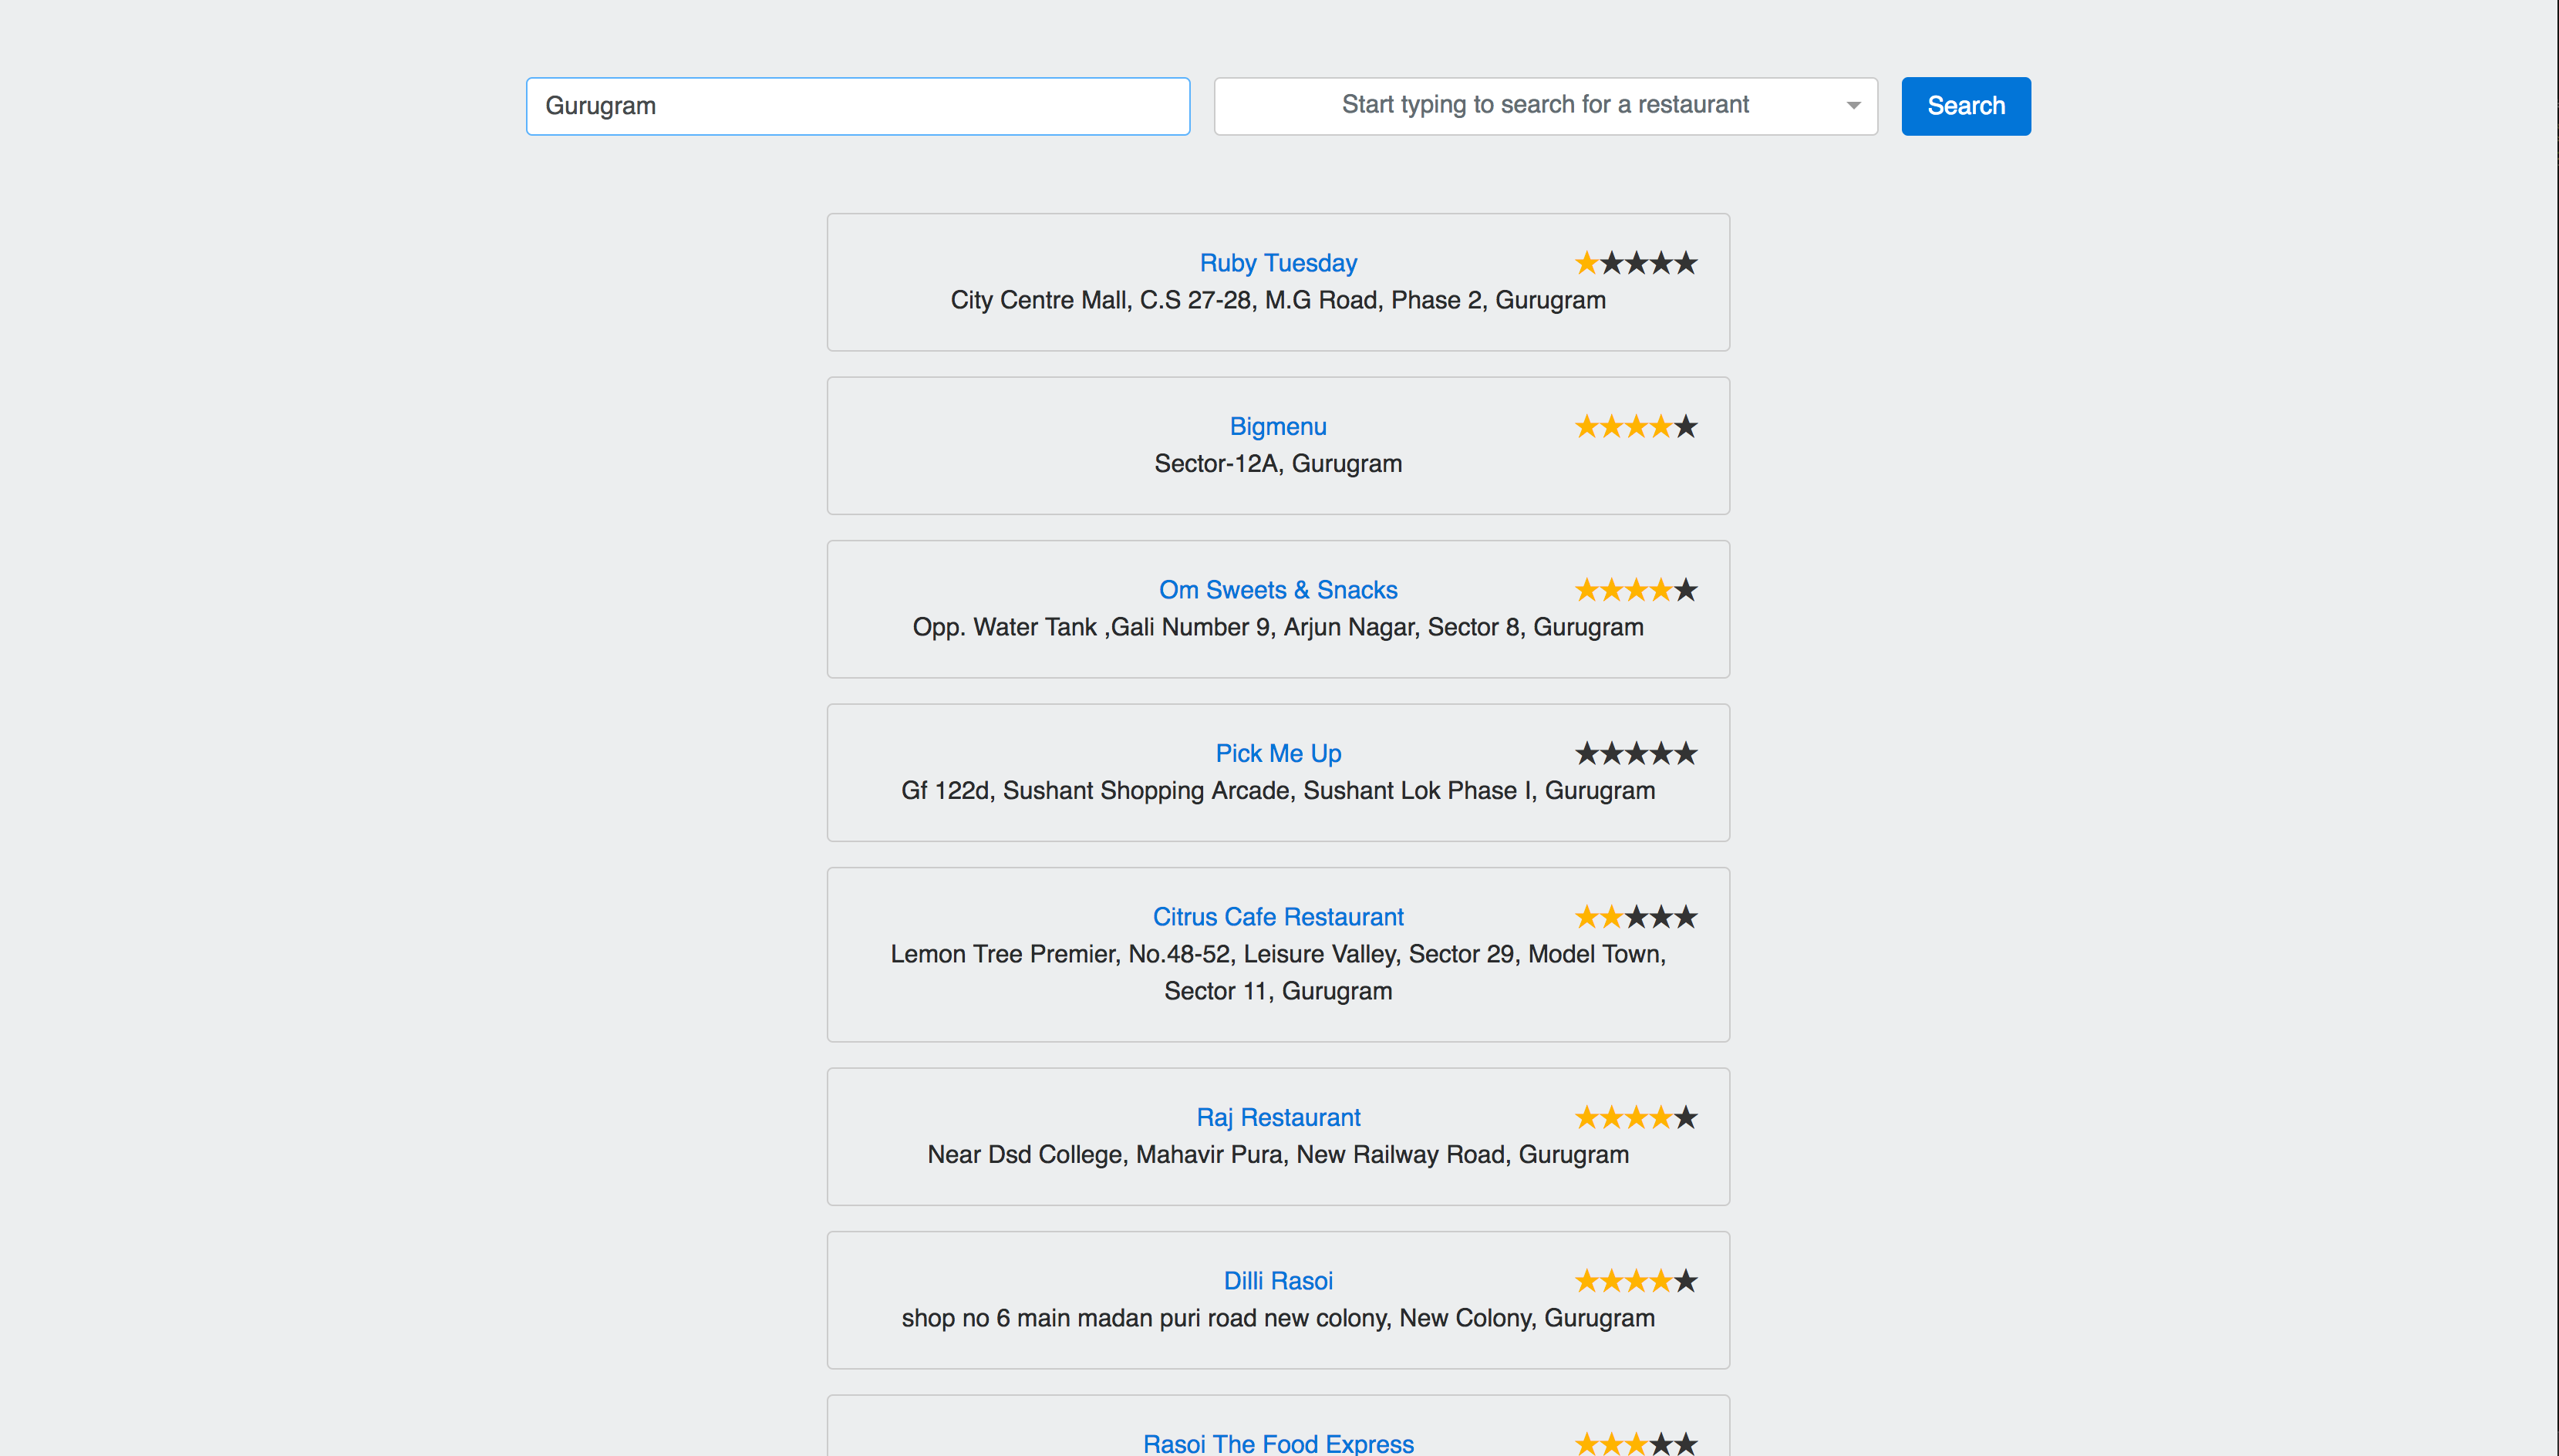 Gurugram
Start typing to search for a restaurant
Search
Ruby Tuesday
City Centre Mall, C.S 27-28, M.G Road, Phase 2, Gurugram
Bigmenu
Sector-12A, Gurugram
Om Sweets & Snacks
Opp. Water Tank ,Gali Number 9, Arjun Nagar, Sector 8, Gurugram
Pick Me Up
Gf 122d, Sushant Shopping Arcade, Sushant Lok Phase I, Gurugram
Citrus Cafe Restaurant
Lemon Tree Premier, No.48-52, Leisure Valley, Sector 29, Model Town,
Sector 11, Gurugram
Raj Restaurant
Near Dsd College, Mahavir Pura, New Railway Road, Gurugram
Dilli Rasoi
shop no 6 main madan puri road new colony, New Colony, Gurugram
Rasoi The Food Express